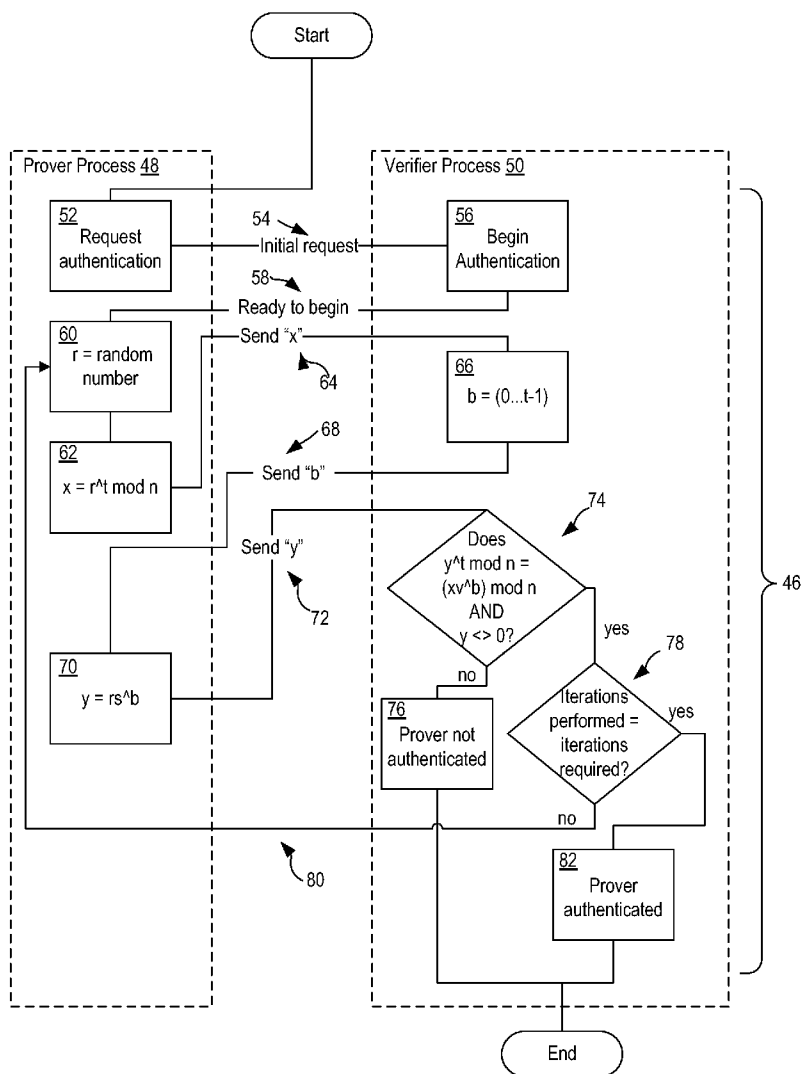 Start
Prover Process 48
Verifier Process 50
52
Request
authentication
54
Initial request
56
Begin
Authentication
58
Ready to begin
60
r = random
number
Send “x”
64
66
b = (0...t-1)
62
x = r^t mod n
68
Send “b”
Send “y”
72
Does
y^t mod n =
(xv^b) mod n
AND
y <> 0?
74
yes
no
70
y = rs^b
76
Prover not
authenticated
78
Iterations
performed =
iterations
required?
yes
no
80
82
Prover
authenticated
46
End